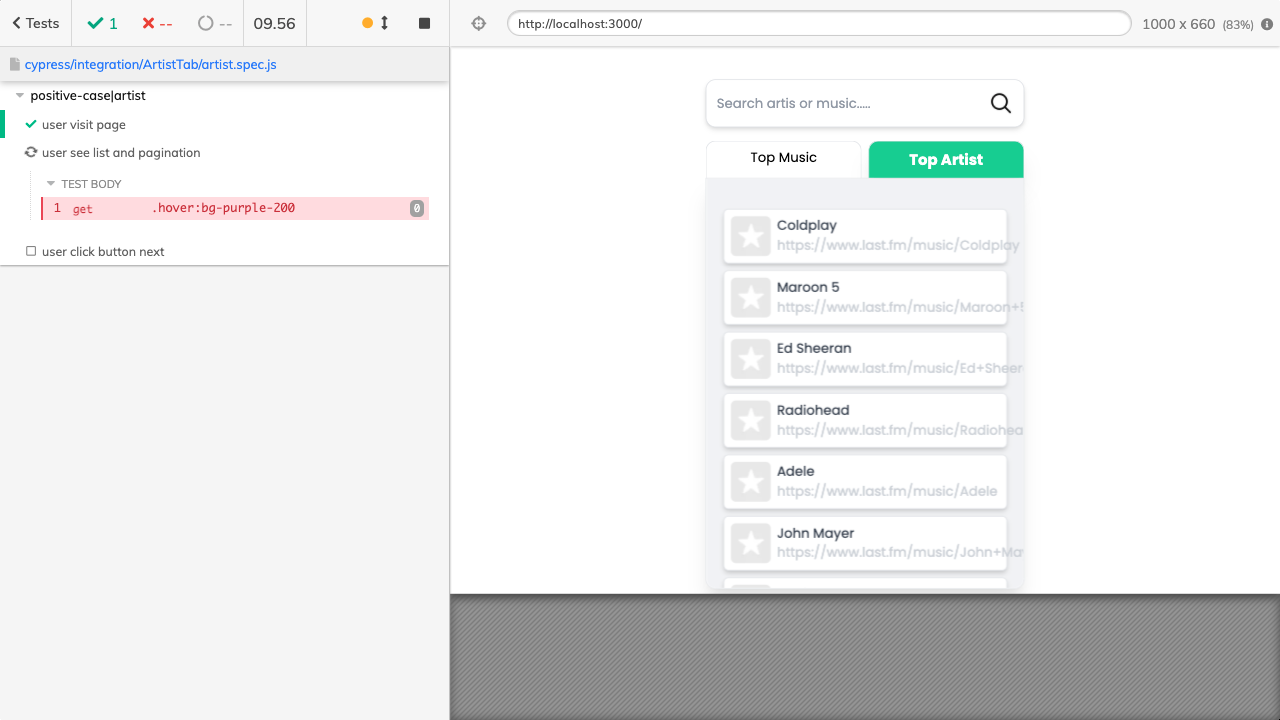 Tests 1 -- -- 09.56
http://localhost:3000/ 1000 x 660 (83%)
cypress/integration/ArtistTab/artist.spec.js
positive-case|artist
user visit page
user see list and pagination
TEST BODY
1 get .hover:bg-purple-200 0
user click button next
Search artis or music.....
Top Music Top Artist
Coldplay
https://www.last.fm/music/Coldplay
Maroon 5
https://www.last.fm/music/Maroon+5
Ed Sheeran
https://www.last.fm/music/Ed+Sheer
Radiohead
https://www.last.fm/music/Radiohea
Adele
https://www.last.fm/music/Adele
John Mayer
https://www.last.fm/music/John+May